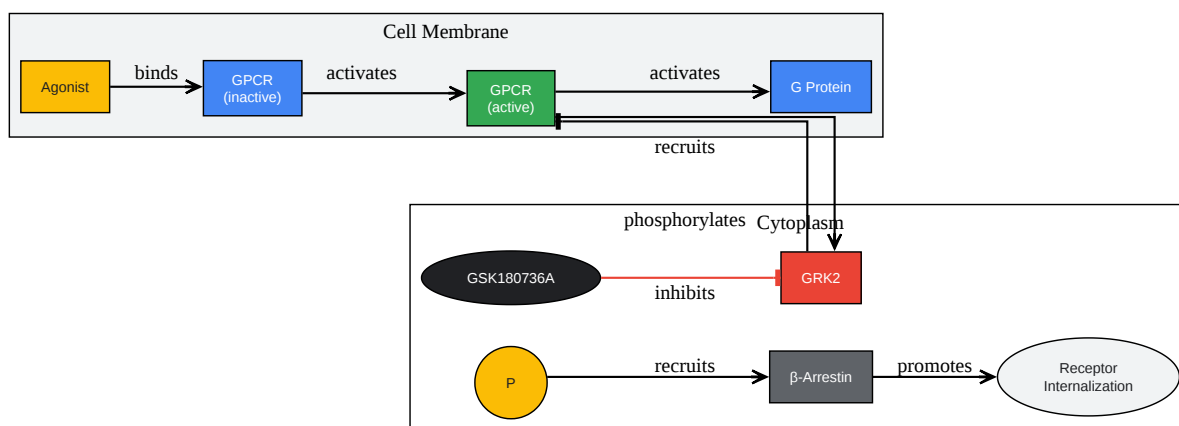 Cell Membrane
Agonist
binds
GPCR
(inactive)
activates
GPCR
(active)
activates
G Protein
recruits
phosphorylates
Cytoplasm
GSK180736A
inhibits
GRK2
P
recruits
β-Arrestin
promotes
Receptor
Internalization